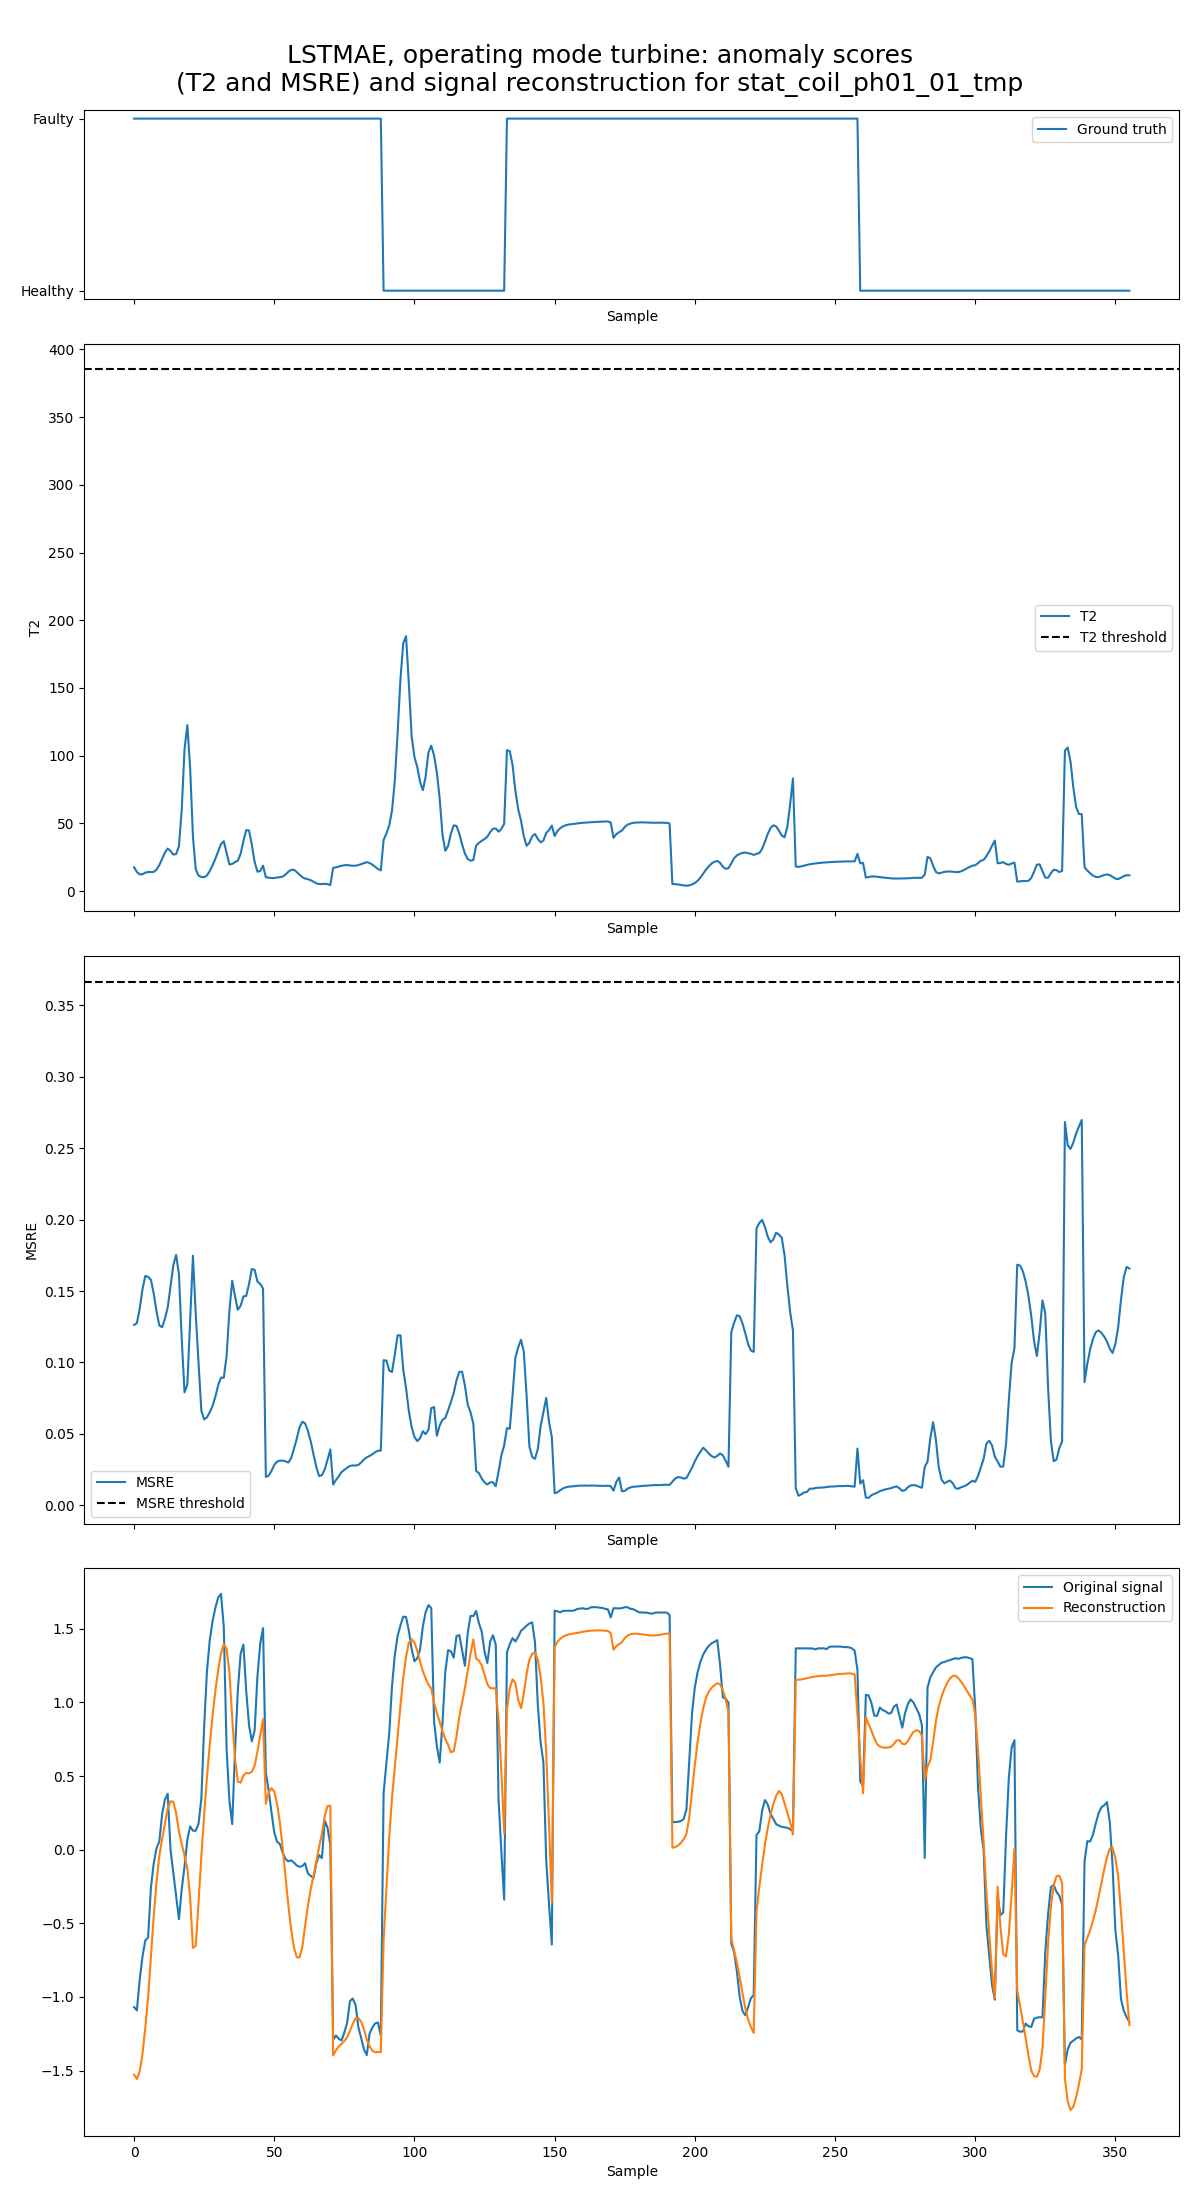 LSTMAE, operating mode turbine: anomaly scores
(T2 and MSRE) and signal reconstruction for stat_coil_ph01_01_tmp
Faulty
Healthy
Ground truth
Sample
400
350
300
250
200
150
100
50
0
T2
T2
T2 threshold
Sample
0.35
0.30
0.25
0.20
0.15
0.10
0.05
0.00
MSRE
MSRE
MSRE threshold
Sample
Original signal
Reconstruction
1.5
1.0
0.5
0.0
−0.5
−1.0
−1.5
0 50 100 150 200 250 300 350
Sample